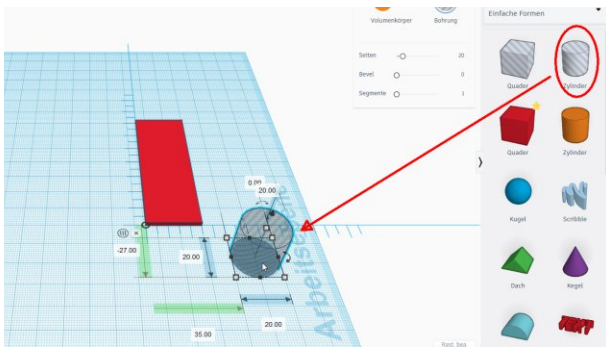 Einfache Formen
Volumenkörper Bohrung
Seiten 20
Bevel 0
Segmente 1
Quader Zylinder
Quader Zylinder
Kugel Scribble
Dach Kegel
TEXT
0.00
20.00
-27.00
20.00
20.00
35.00
Arbeitsebene